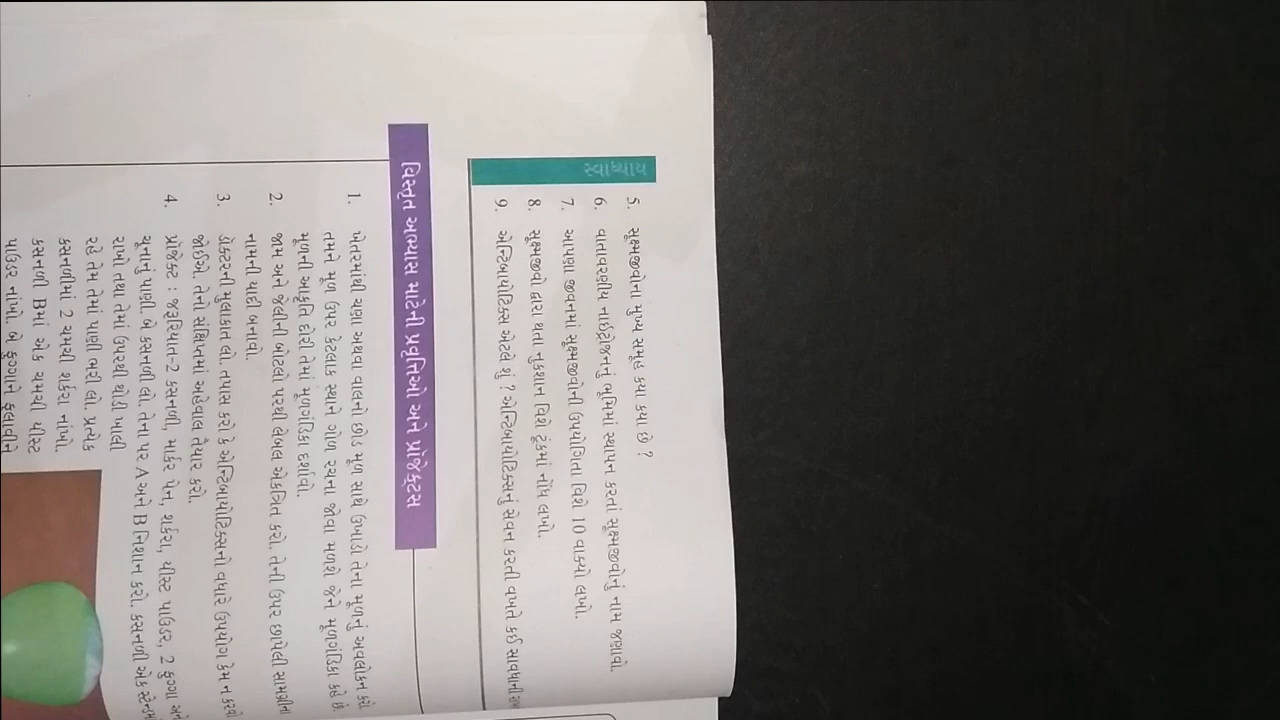 સ્વાધ્યાય
5. સૂક્ષ્મજીવોના મુખ્ય સમૂહ કયા કયા છે ?
6. વાતાવરણીય નાઈટ્રોજનનું ભૂમિમાં સ્થાપન કરતાં સૂક્ષ્મજીવોનું નામ જણાવો.
7. આપણા જીવનમાં સૂક્ષ્મજીવોની ઉપયોગિતા વિશે 10 વાક્યો લખો.
8. સૂક્ષ્મજીવો દ્વારા થતા નુકશાન વિશે ટૂંકમાં નોંધ લખો.
9. એન્ટિબાયોટિક્સ એટલે શું ? એન્ટિબાયોટિક્સનું સેવન કરતી વખતે કઈ સાવધાની
વિસ્તૃત અભ્યાસ માટેની પ્રવૃત્તિઓ અને પ્રૉજેક્ટ્સ
1. ખેતરમાંથી ચણા અથવા વાલનો છોડ મૂળ સાથે ઉખાડો તેના મૂળનું અવલોકન કરો.
તમને મૂળ ઉપર કેટલાક સ્થાને ગોળ રચના જોવા મળશે જેને મૂળગંડિકા કહે છે.
મૂળની આકૃતિ દોરી તેમાં મૂળગંડિકા દર્શાવો.
2. જામ અને જેલીની બોટલો પરથી લેબલ એકત્રિત કરો. તેની ઉપર છાપેલી સામગ્રીના
નામની યાદી બનાવો.
3. ડૉક્ટરની મુલાકાત લો. તપાસ કરો કે એન્ટિબાયોટિક્સનો વધારે ઉપયોગ કેમ ન કરવો
જોઈએ. તેનો સંક્ષિપ્તમાં અહેવાલ તૈયાર કરો.
4. પ્રૉજેક્ટ : જરૂરિયાત-2 કસનળી, માર્કર પેન, શર્કરા, યીસ્ટ પાઉડર, 2 ફુગ્ગા અને
ચૂનાનું પાણી. બે કસનળી લો. તેના પર A અને B નિશાન કરો. કસનળી એક સ્ટેન્ડમાં
રાખો તથા તેમાં ઉપરથી થોડી ખાલી
રહે તેમ તેમાં પાણી ભરી લો. પ્રત્યેક
કસનળીમાં 2 ચમચી શર્કરા નાંખો.
કસનળી Bમાં એક ચમચી યીસ્ટ
પાઉડર નાંખો. બે ફુગ્ગાને ફુલાવીને